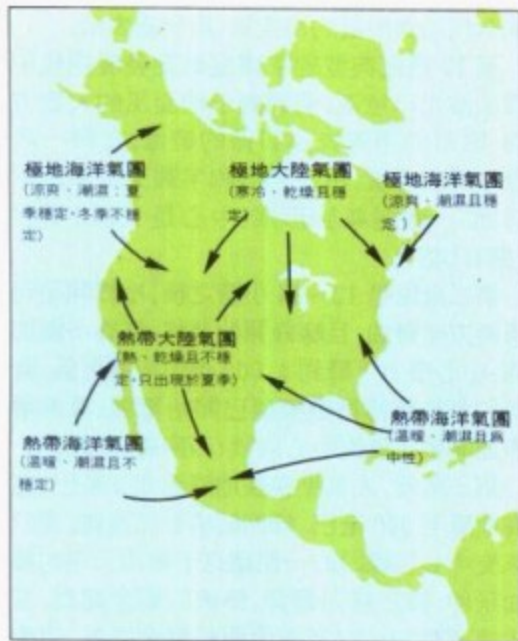 極地海洋氣團
(涼爽、潮濕：夏
季穩定，冬季不穩
定)
極地大陸氣團
(寒冷、乾燥且穩
定)
極地海洋氣團
(涼爽、潮濕且穩
定)
熱帶大陸氣團
(熱、乾燥且不穩
定，只出現於夏季)
熱帶海洋氣團
(溫暖、潮濕且不
穩定)
熱帶海洋氣團
(溫暖、潮濕且為
中性)